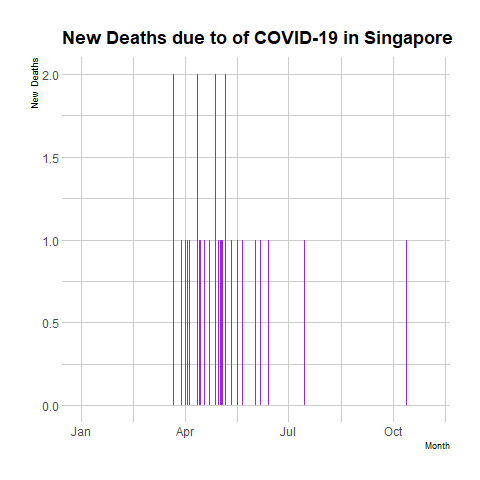 New Deaths due to of COVID-19 in Singapore
New Deaths
2.0
1.5
1.0
0.5
0.0
Jan Apr Jul Oct
Month